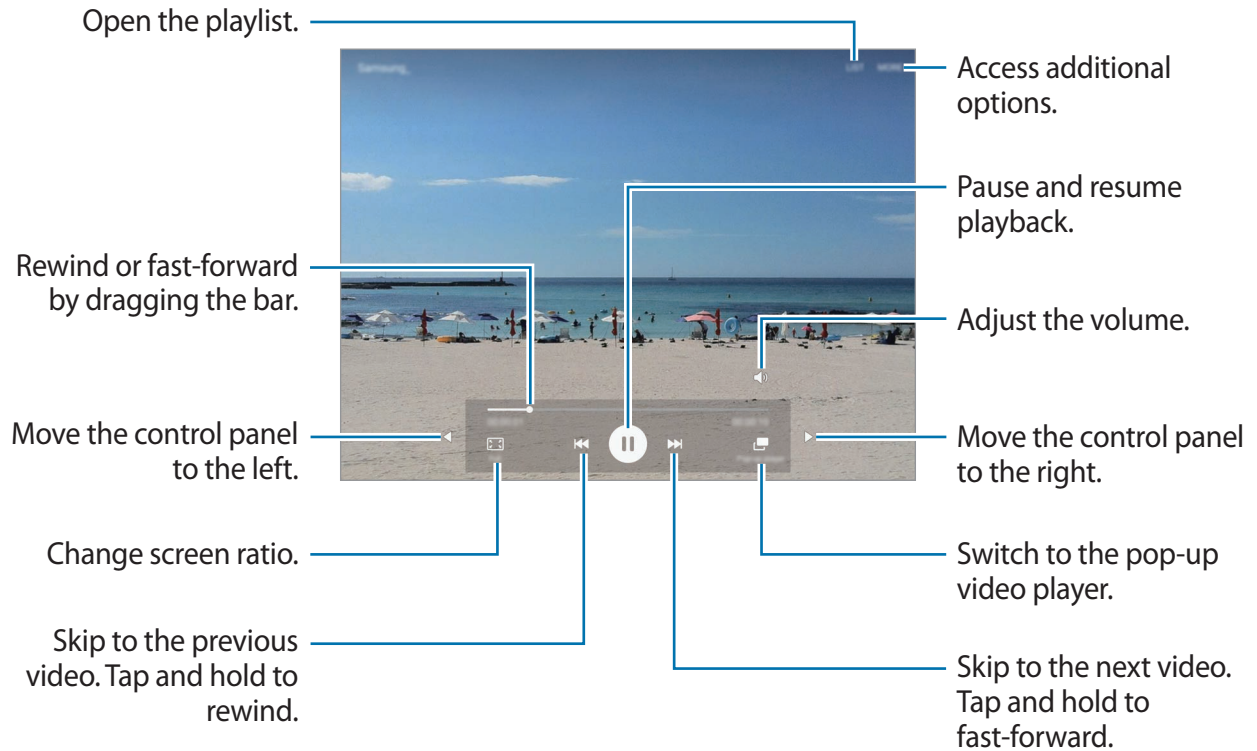 Open the playlist.
Samsung_
LIST MORE
Access additional
options.
Pause and resume
playback.
Rewind or fast-forward
by dragging the bar.
Adjust the volume.
Move the control panel
to the left.
Move the control panel
to the right.
Change screen ratio.
Switch to the pop-up
video player.
Skip to the previous
video. Tap and hold to
rewind.
Skip to the next video.
Tap and hold to
fast-forward.